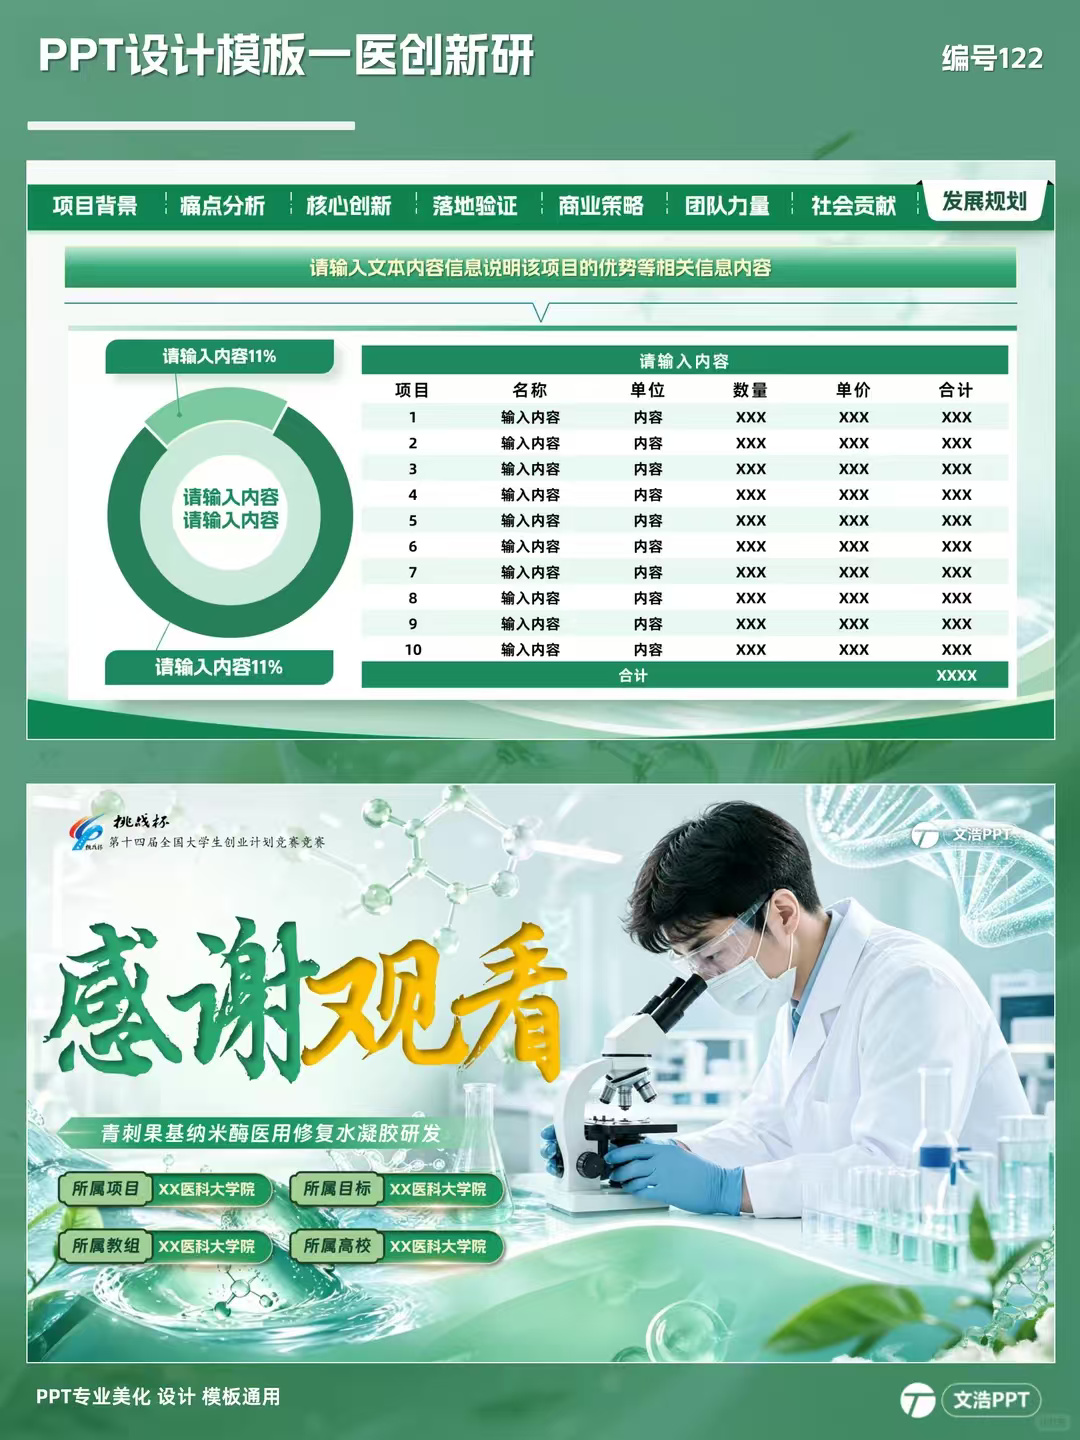 PPT设计模板一医创新研
编号122
项目背景 痛点分析 核心创新 落地验证 商业策略 团队力量 社会贡献 发展规划
请输入文本内容信息说明该项目的优势等相关信息内容
请输入内容11%
请输入内容
请输入内容
请输入内容11%
请输入内容
项目 名称 单位 数量 单价 合计
1 输入内容 内容 XXX XXX XXX
2 输入内容 内容 XXX XXX XXX
3 输入内容 内容 XXX XXX XXX
4 输入内容 内容 XXX XXX XXX
5 输入内容 内容 XXX XXX XXX
6 输入内容 内容 XXX XXX XXX
7 输入内容 内容 XXX XXX XXX
8 输入内容 内容 XXX XXX XXX
9 输入内容 内容 XXX XXX XXX
10 输入内容 内容 XXX XXX XXX
合计 XXXX
挑战杯
第十四届全国大学生创业计划竞赛竞赛
文浩PPT
感谢观看
青刺果基纳米酶医用修复水凝胶研发
所属项目 XX医科大学院 所属目标 XX医科大学院
所属教组 XX医科大学院 所属高校 XX医科大学院
PPT专业美化 设计 模板通用
文浩PPT